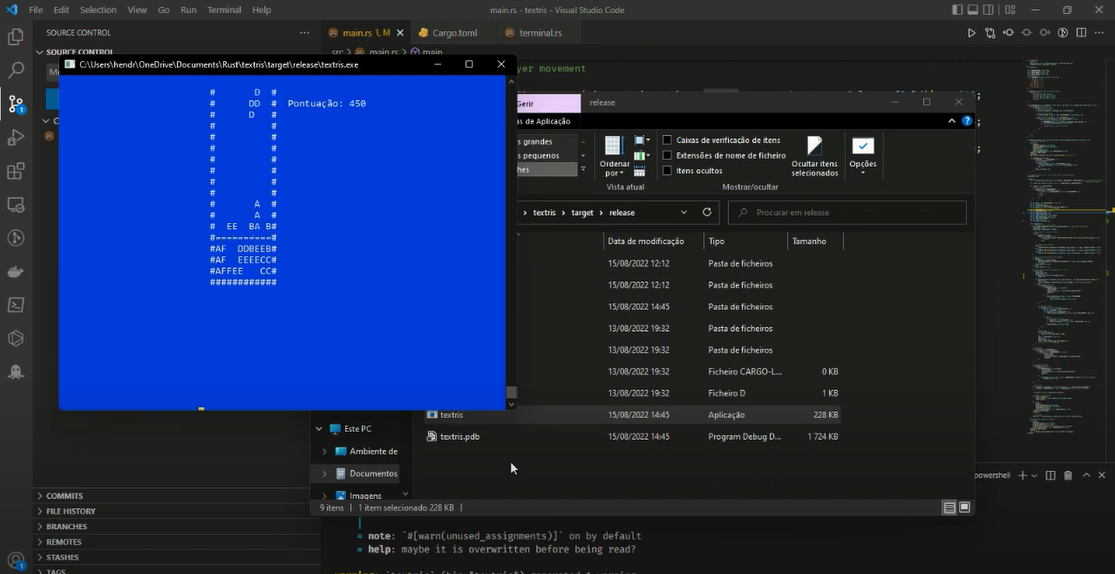 File Edit Selection View Go Run Terminal Help
main.rs - textris - Visual Studio Code
SOURCE CONTROL
main.rs 1, M
Cargo.toml
terminal.rs
SOURCE CONTROL
src > main.rs > main
C:\Users\hendr\OneDrive\Documents\Rust\textris\target\release\textris.exe
yer movement
#      D  #
#     DD  #  Pontuação: 450
#     D   #
#         #
#         #
#         #
#         #
#         #
#         #
#         #
#      A  #
#      A  #
#  EE  BA B#
#----------#
#AF  DDBEEB#
#AF  EEEECC#
#AFFEE   CC#
############
Gerir
release
as de Aplicação
s grandes
s pequenos
hes
Ordenar
por
Caixas de verificação de itens
Extensões de nome de ficheiro
Itens ocultos
Ocultar itens
selecionados
Opções
Vista atual
Mostrar/ocultar
> textris > target > release
Procurar em release
Data de modificação Tipo Tamanho
15/08/2022 12:12 Pasta de ficheiros
15/08/2022 12:12 Pasta de ficheiros
15/08/2022 14:45 Pasta de ficheiros
13/08/2022 19:32 Pasta de ficheiros
13/08/2022 19:32 Pasta de ficheiros
13/08/2022 19:32 Ficheiro CARGO-L... 0 KB
13/08/2022 19:32 Ficheiro D 1 KB
textris 15/08/2022 14:45 Aplicação 228 KB
textris.pdb 15/08/2022 14:45 Program Debug D... 1 724 KB
Este PC
Ambiente de
Documentos
Imagens
9 itens 1 item selecionado 228 KB
powershell
COMMITS
FILE HISTORY
BRANCHES
REMOTES
STASHES
TAGS
= note: `#[warn(unused_assignments)]` on by default
= help: maybe it is overwritten before being read?